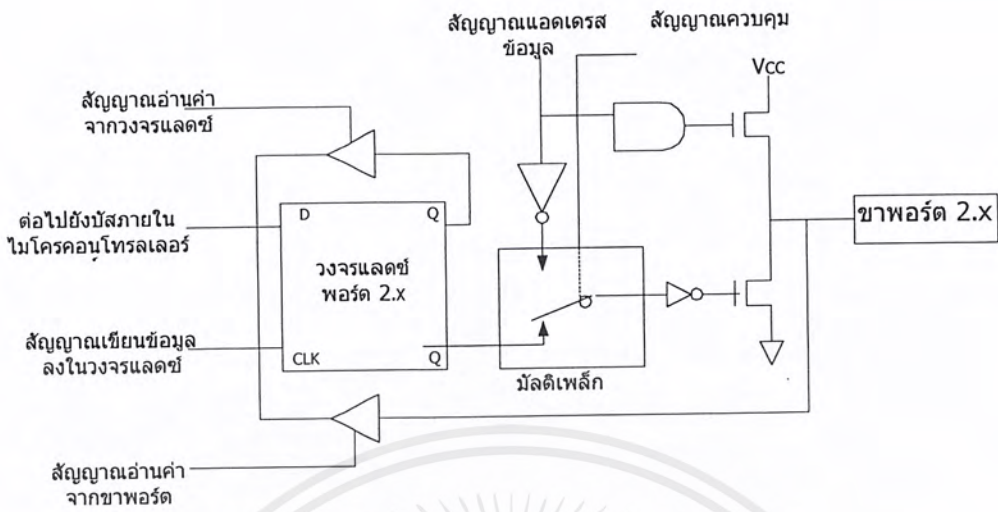 สัญญาณแอดเดรส
ข้อมูล
สัญญาณควบคุม
Vcc
สัญญาณอ่านค่า
จากวงจรแลตช์
ต่อไปยังบัสภายใน
ไมโครคอนโทรลเลอร์
D
Q
วงจรแลตช์
พอร์ต 2.x
ขาพอร์ต 2.x
สัญญาณเขียนข้อมูล
ลงในวงจรแลตช์
CLK
Q
มัลติเพล็ก
สัญญาณอ่านค่า
จากขาพอร์ต